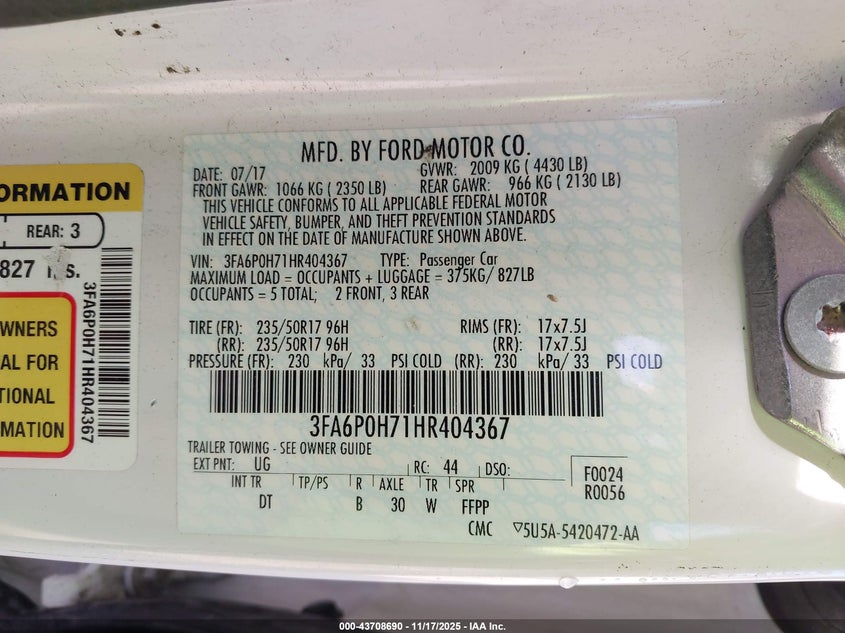 MFD. BY FORD MOTOR CO.
DATE: 07/17 GVWR: 2009 KG ( 4430 LB)
FRONT GAWR: 1066 KG ( 2350 LB) REAR GAWR: 966 KG ( 2130 LB)
THIS VEHICLE CONFORMS TO ALL APPLICABLE FEDERAL MOTOR
VEHICLE SAFETY, BUMPER, AND THEFT PREVENTION STANDARDS
IN EFFECT ON THE DATE OF MANUFACTURE SHOWN ABOVE.
VIN: 3FA6P0H71HR404367 TYPE: Passenger Car
MAXIMUM LOAD = OCCUPANTS + LUGGAGE = 375KG/ 827LB
OCCUPANTS = 5 TOTAL; 2 FRONT, 3 REAR
TIRE (FR): 235/50R17 96H RIMS (FR): 17x7.5J
(RR): 235/50R17 96H (RR): 17x7.5J
PRESSURE (FR): 230 kPa/ 33 PSI COLD (RR): 230 kPa/ 33 PSI COLD
3FA6P0H71HR404367
TRAILER TOWING - SEE OWNER GUIDE
EXT PNT: UG RC: 44 DSO:
INT TR TP/PS R AXLE TR SPR
DT B 30 W FFPP
F0024
R0056
CMC ▽5U5A-5420472-AA
ORMATION
REAR: 3
827
3FA6P0H71HR404367
WNERS
AL FOR
TIONAL
RMATION
000-43708690 | 11/17/2025 - IAA Inc.